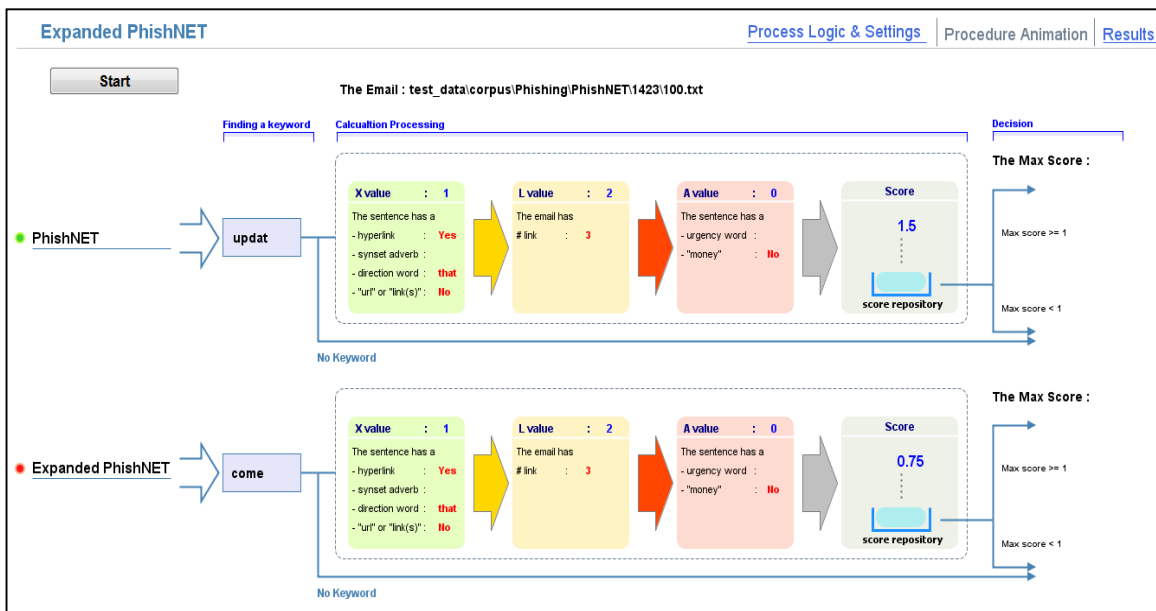 Expanded PhishNET
Process Logic & Settings
Procedure Animation
Results
Start
The Email : test_data\corpus\Phishing\PhishNET\1423\100.txt
Finding a keyword
Calcualtion Processing
Decision
The Max Score :
X value : 1
The sentence has a
- hyperlink : Yes
- synset adverb :
- direction word : that
- "url" or "link(s)" : No
L value : 2
The email has
# link : 3
A value : 0
The sentence has a
- urgency word :
- "money" : No
Score
1.5
score repository
PhishNET
updat
Max score >= 1
Max score < 1
No Keyword
The Max Score :
X value : 1
The sentence has a
- hyperlink : Yes
- synset adverb :
- direction word : that
- "url" or "link(s)" : No
L value : 2
The email has
# link : 3
A value : 0
The sentence has a
- urgency word :
- "money" : No
Score
0.75
score repository
Expanded PhishNET
come
Max score >= 1
Max score < 1
No Keyword